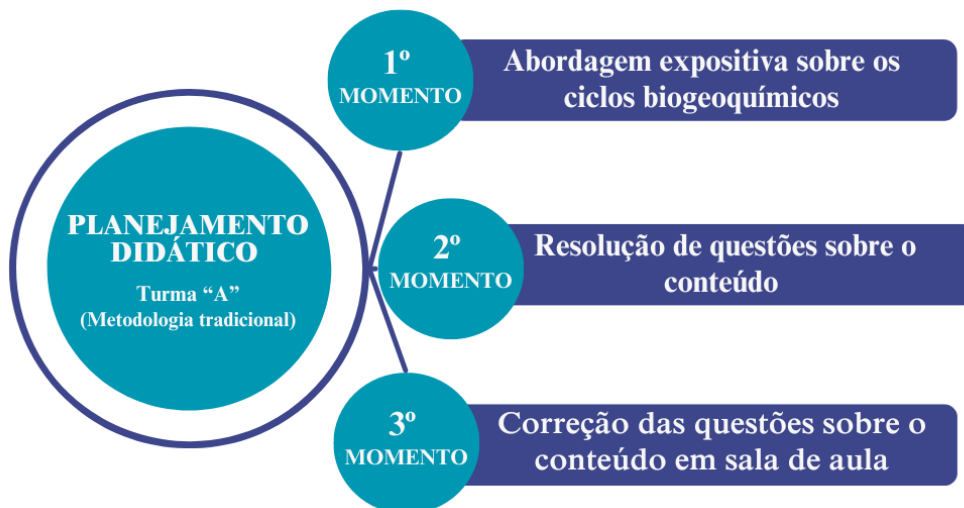 PLANEJAMENTO
DIDÁTICO
Turma “A”
(Metodologia tradicional)
1º
MOMENTO
Abordagem expositiva sobre os
ciclos biogeoquímicos
2º
MOMENTO
Resolução de questões sobre o
conteúdo
3º
MOMENTO
Correção das questões sobre o
conteúdo em sala de aula